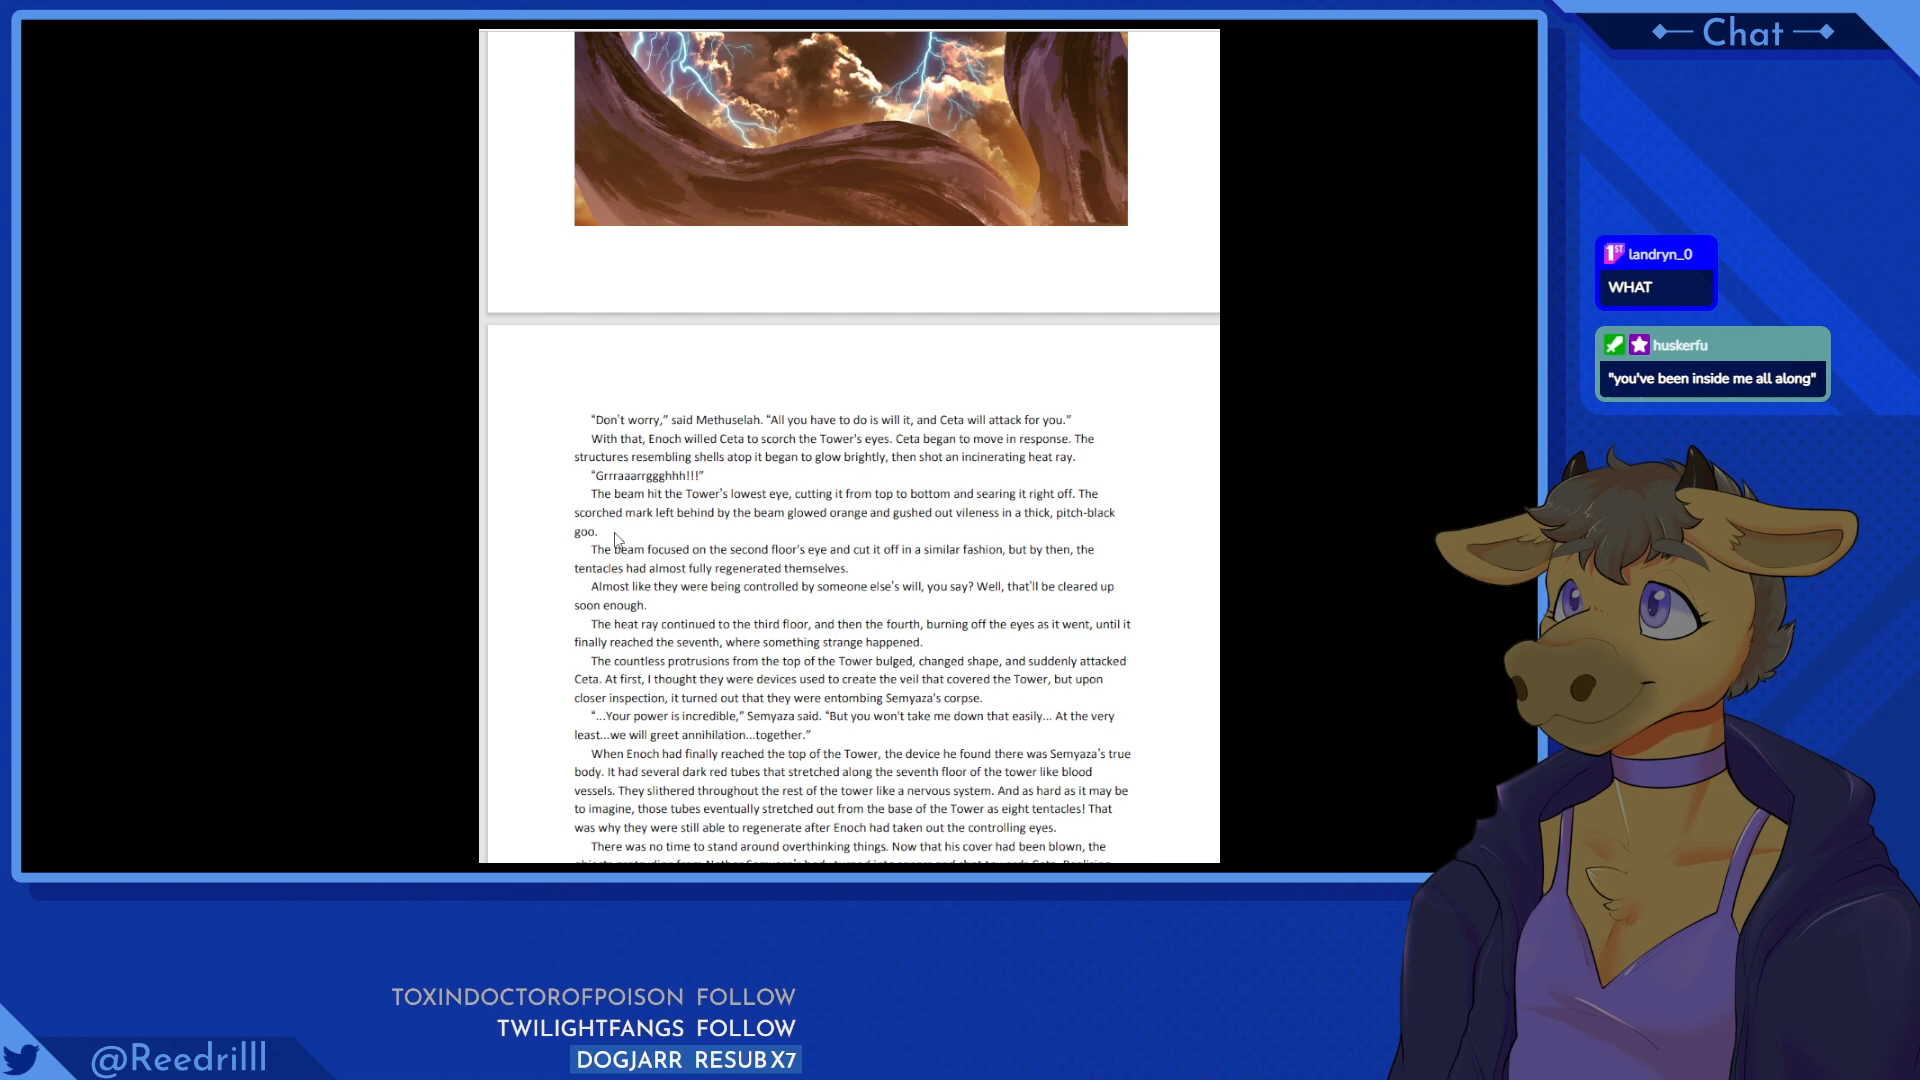 Chat
1ST landryn_0
WHAT
huskerfu
"you've been inside me all along"
“Don't worry,” said Methuselah. “All you have to do is will it, and Ceta will attack for you.”
With that, Enoch willed Ceta to scorch the Tower's eyes. Ceta began to move in response. The
structures resembling shells atop it began to glow brightly, then shot an incinerating heat ray.
“Grrraaarrggghhh!!!”
The beam hit the Tower's lowest eye, cutting it from top to bottom and searing it right off. The
scorched mark left behind by the beam glowed orange and gushed out vileness in a thick, pitch-black
goo.
The beam focused on the second floor's eye and cut it off in a similar fashion, but by then, the
tentacles had almost fully regenerated themselves.
Almost like they were being controlled by someone else's will, you say? Well, that'll be cleared up
soon enough.
The heat ray continued to the third floor, and then the fourth, burning off the eyes as it went, until it
finally reached the seventh, where something strange happened.
The countless protrusions from the top of the Tower bulged, changed shape, and suddenly attacked
Ceta. At first, I thought they were devices used to create the veil that covered the Tower, but upon
closer inspection, it turned out that they were entombing Semyaza's corpse.
“...Your power is incredible,” Semyaza said. “But you won't take me down that easily... At the very
least...we will greet annihilation...together.”
When Enoch had finally reached the top of the Tower, the device he found there was Semyaza's true
body. It had several dark red tubes that stretched along the seventh floor of the tower like blood
vessels. They slithered throughout the rest of the tower like a nervous system. And as hard as it may be
to imagine, those tubes eventually stretched out from the base of the Tower as eight tentacles! That
was why they were still able to regenerate after Enoch had taken out the controlling eyes.
There was no time to stand around overthinking things. Now that his cover had been blown, the
TOXINDOCTOROFPOISON FOLLOW
TWILIGHTFANGS FOLLOW
DOGJARR RESUB X7
@Reedrilll